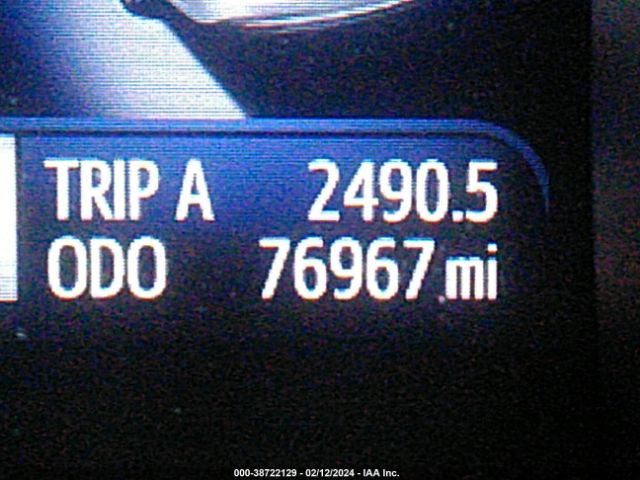 TRIP A 2490.5
ODO 76967 mi
000-38722129 - 02/12/2024 - IAA Inc.